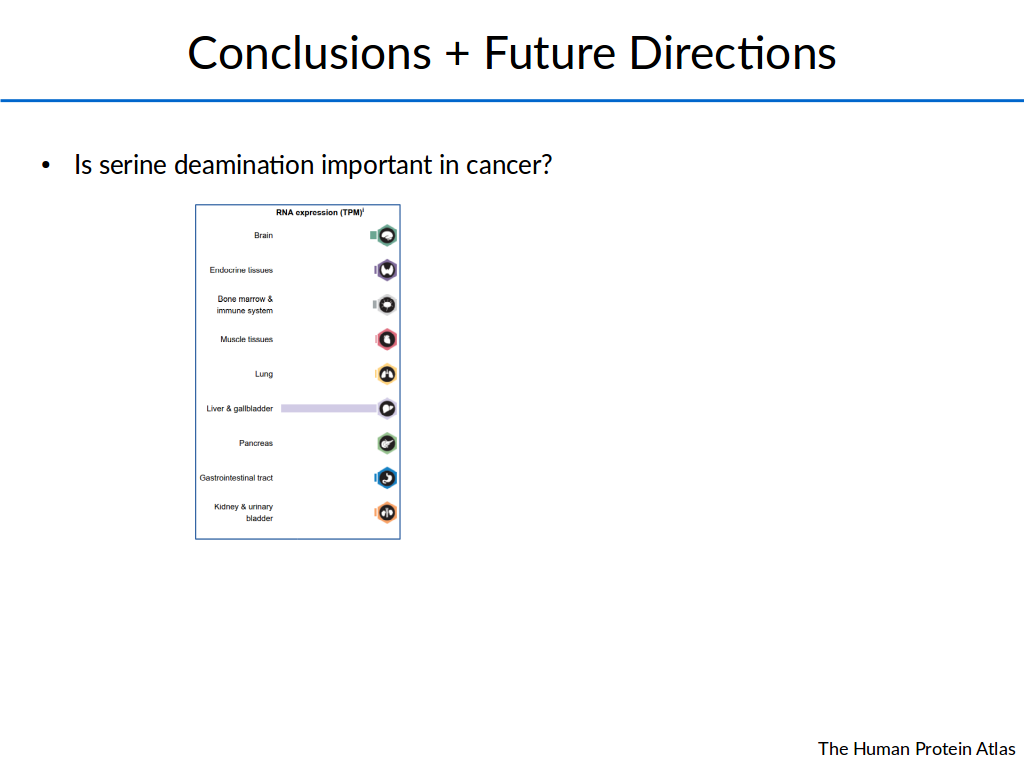 Conclusions + Future Directions
• Is serine deamination important in cancer?
RNA expression (TPM)i
Brain
Endocrine tissues
Bone marrow &
immune system
Muscle tissues
Lung
Liver & gallbladder
Pancreas
Gastrointestinal tract
Kidney & urinary
bladder
The Human Protein Atlas